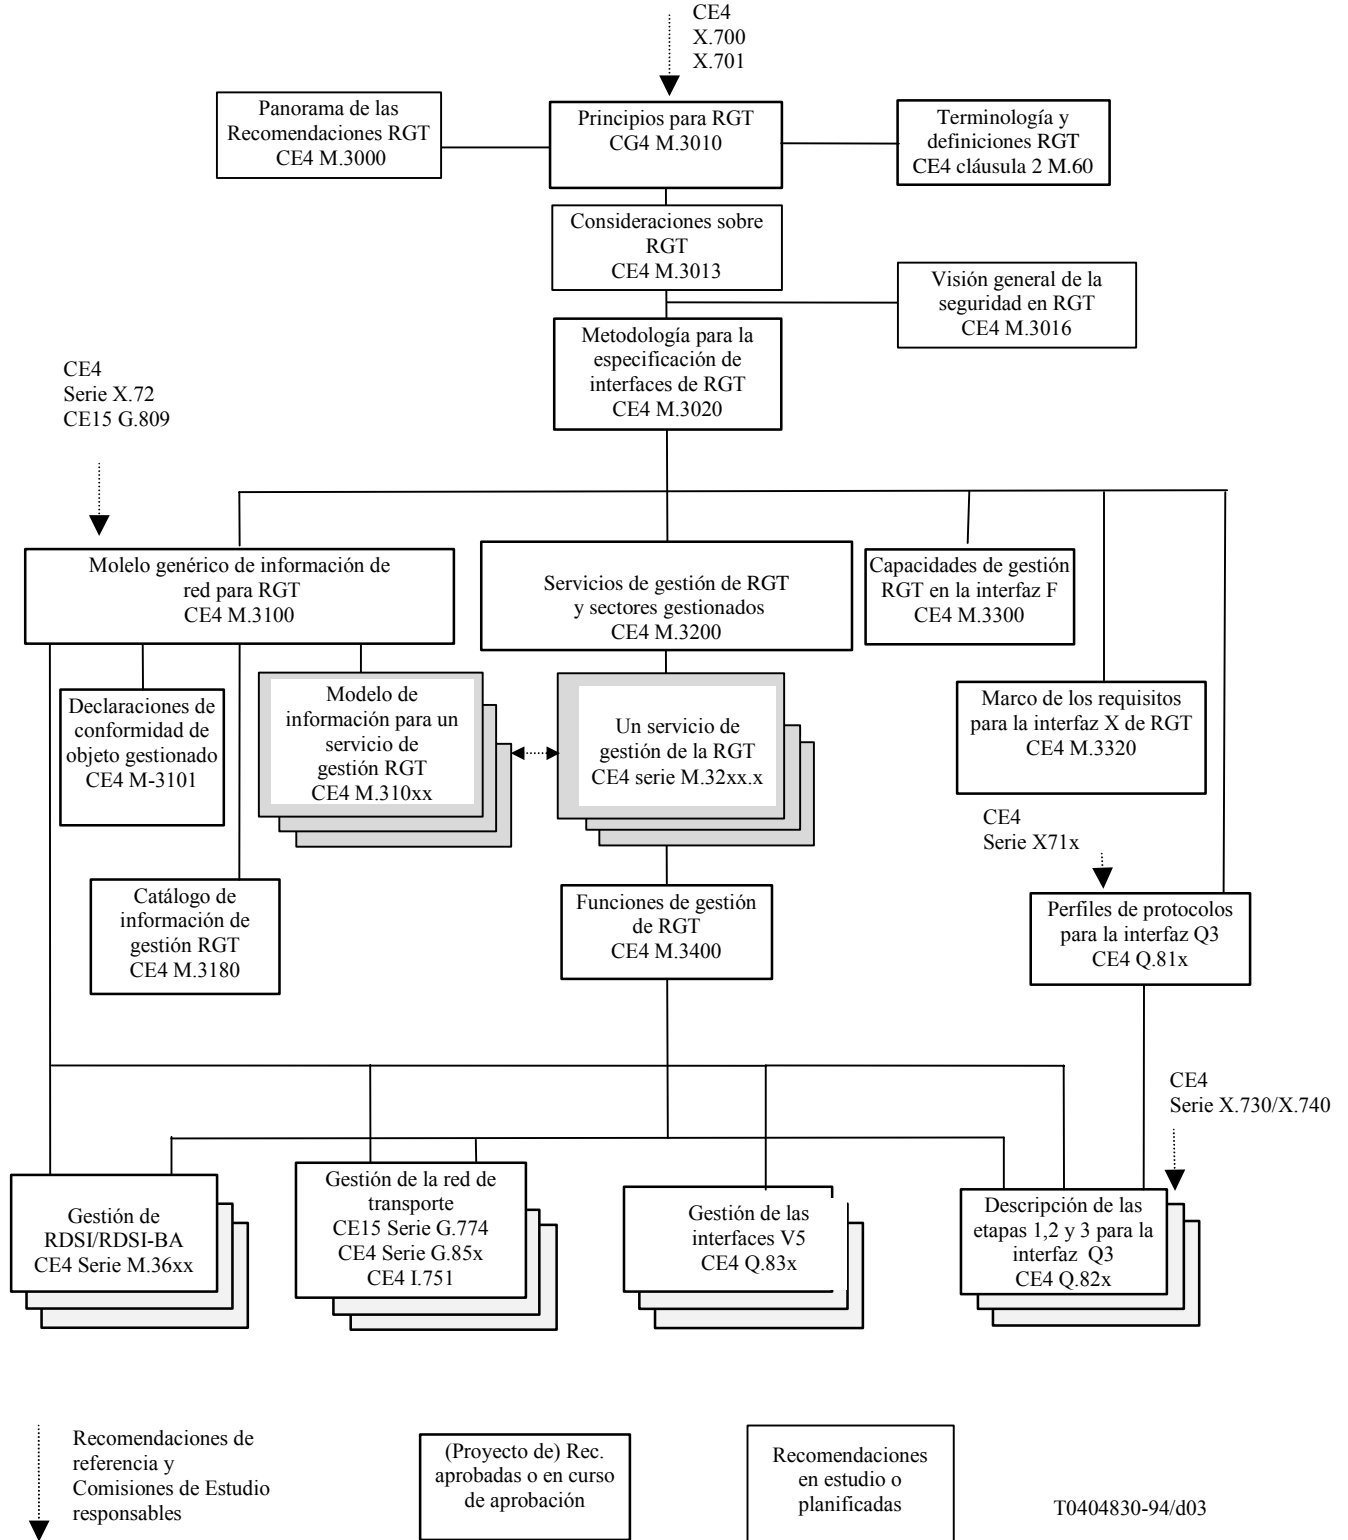 CE4
X.700
X.701
Panorama de las
Recomendaciones RGT
CE4 M.3000
Principios para RGT
CG4 M.3010
Terminología y
definiciones RGT
CE4 cláusula 2 M.60
Consideraciones sobre
RGT
CE4 M.3013
Visión general de la
seguridad en RGT
CE4 M.3016
Metodología para la
especificación de
interfaces de RGT
CE4 M.3020
CE4
Serie X.72
CE15 G.809
Molelo genérico de información de
red para RGT
CE4 M.3100
Servicios de gestión de RGT
y sectores gestionados
CE4 M.3200
Capacidades de gestión
RGT en la interfaz F
CE4 M.3300
Declaraciones de
conformidad de
objeto gestionado
CE4 M-3101
Modelo de
información para un
servicio de
gestión RGT
CE4 M.310xx
Un servicio de
gestión de la RGT
CE4 serie M.32xx.x
Marco de los requisitos
para la interfaz X de RGT
CE4 M.3320
CE4
Serie X71x
Catálogo de
información de
gestión RGT
CE4 M.3180
Funciones de gestión
de RGT
CE4 M.3400
Perfiles de protocolos
para la interfaz Q3
CE4 Q.81x
CE4
Serie X.730/X.740
Gestión de
RDSI/RDSI-BA
CE4 Serie M.36xx
Gestión de la red de
transporte
CE15 Serie G.774
CE4 Serie G.85x
CE4 I.751
Gestión de las
interfaces V5
CE4 Q.83x
Descripción de las
etapas 1,2 y 3 para la
interfaz Q3
CE4 Q.82x
Recomendaciones de
referencia y
Comisiones de Estudio
responsables
(Proyecto de) Rec.
aprobadas o en curso
de aprobación
Recomendaciones
en estudio o
planificadas
T0404830-94/d03